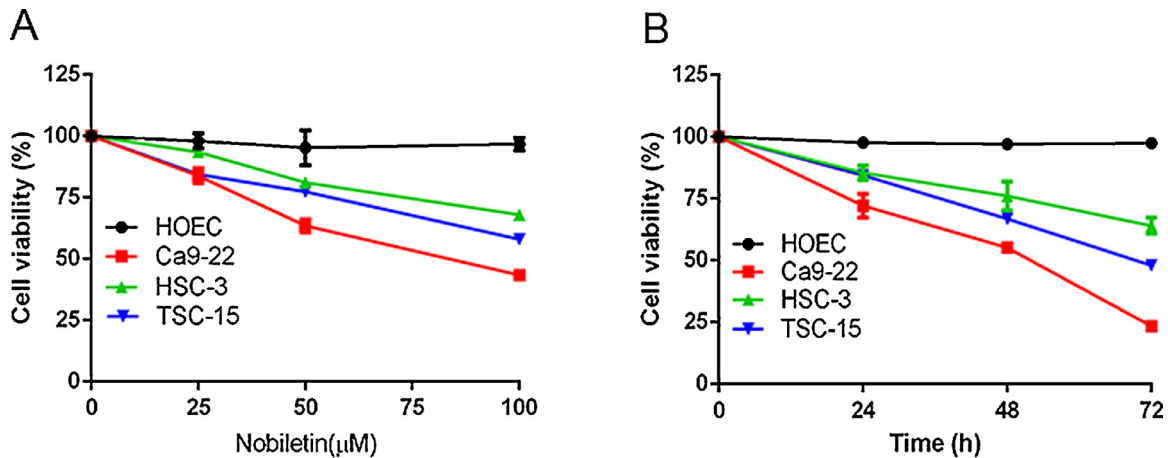 A
125
100
75
50
25
0
Cell viability (%)
HOEC
Ca9-22
HSC-3
TSC-15
0 25 50 75 100
Nobiletin(μM)
B
125
100
75
50
25
0
Cell viability (%)
HOEC
Ca9-22
HSC-3
TSC-15
0 24 48 72
Time (h)